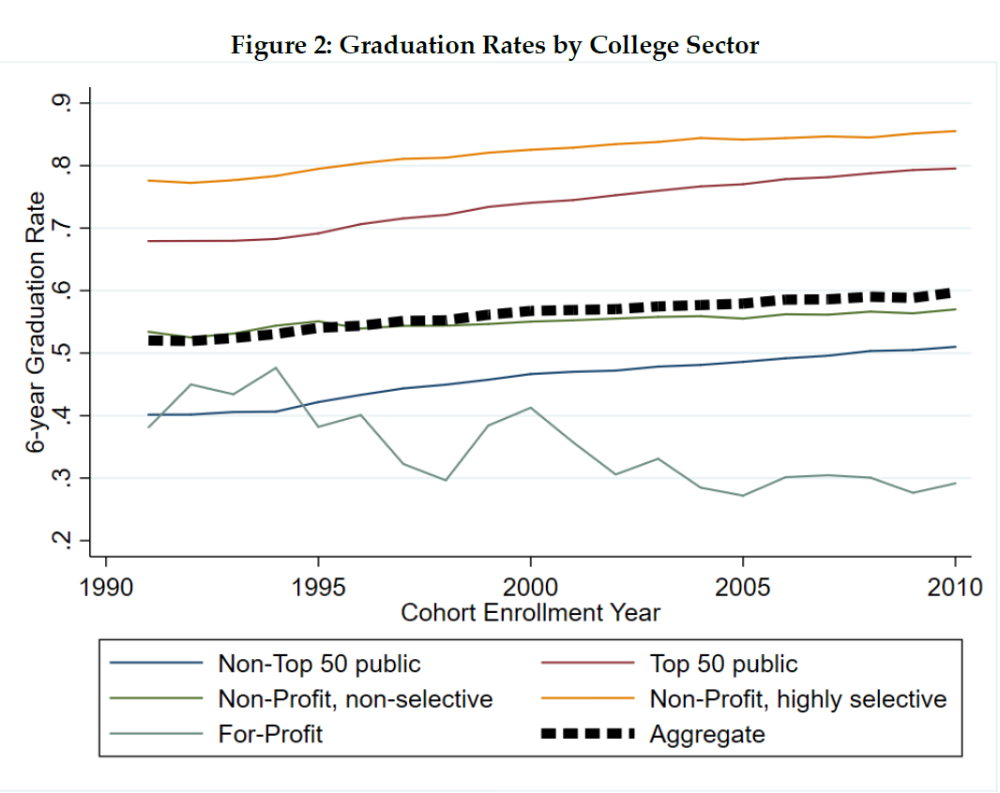 Figure 2: Graduation Rates by College Sector
6-year Graduation Rate
.9
.8
.7
.6
.5
.4
.3
.2
1990 1995 2000 2005 2010
Cohort Enrollment Year
Non-Top 50 public Top 50 public
Non-Profit, non-selective Non-Profit, highly selective
For-Profit Aggregate